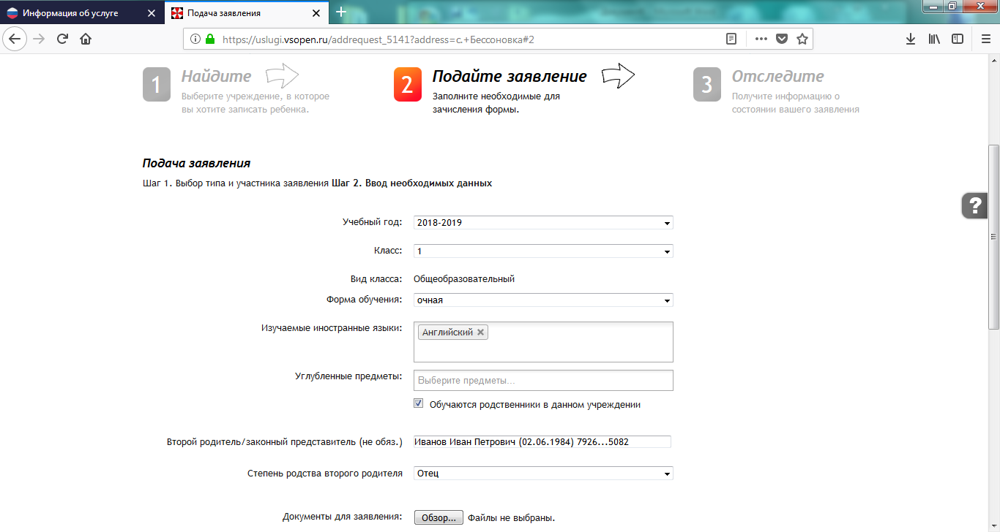 Информация об услуге
Подача заявления
https://uslugi.vsopen.ru/addrequest_5141?address=с.+Бессоновка#2
1 Найдите
Выберите учреждение, в которое
вы хотите записать ребенка.
2 Подайте заявление
Заполните необходимые для
зачисления формы.
3 Отследите
Получите информацию о
состоянии вашего заявления
Подача заявления
Шаг 1. Выбор типа и участника заявления Шаг 2. Ввод необходимых данных
?
Учебный год: 2018-2019
Класс: 1
Вид класса: Общеобразовательный
Форма обучения: очная
Изучаемые иностранные языки: Английский
Углубленные предметы: Выберите предметы...
Обучаются родственники в данном учреждении
Второй родитель/законный представитель (не обяз.) Иванов Иван Петрович (02.06.1984) 7926...5082
Степень родства второго родителя Отец
Документы для заявления: Обзор... Файлы не выбраны.